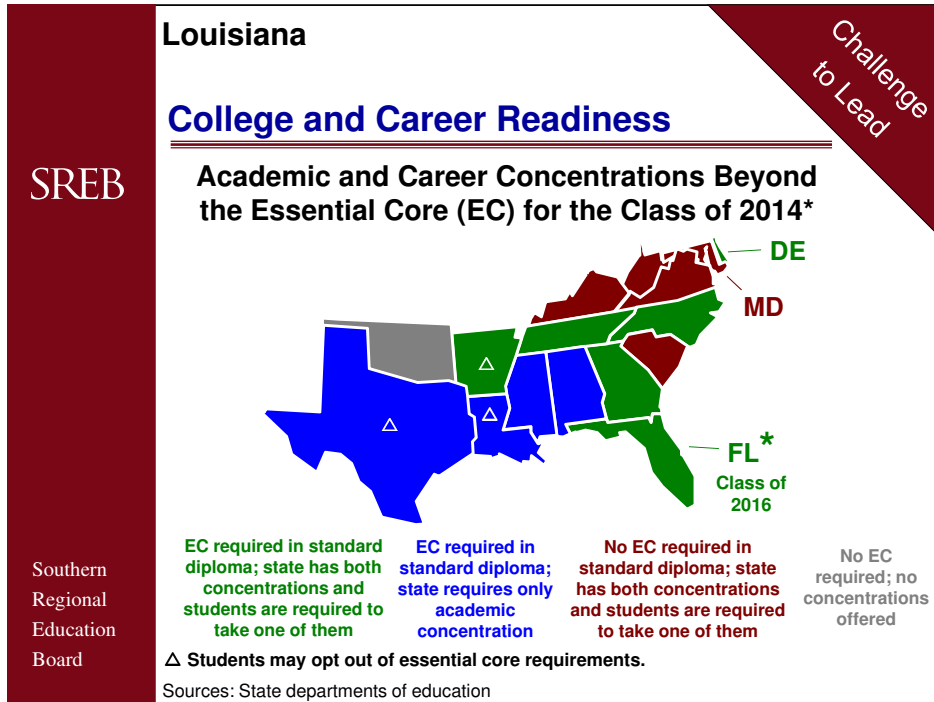 Louisiana
Challenge
to Lead
College and Career Readiness
SREB
Academic and Career Concentrations Beyond
the Essential Core (EC) for the Class of 2014*
DE
MD
FL*
Class of
2016
EC required in standard
diploma; state has both
concentrations and
students are required to
take one of them
EC required in
standard diploma;
state requires only
academic
concentration
No EC required in
standard diploma; state
has both concentrations
and students are required
to take one of them
No EC
required; no
concentrations
offered
Southern
Regional
Education
Board
△ Students may opt out of essential core requirements.
Sources: State departments of education